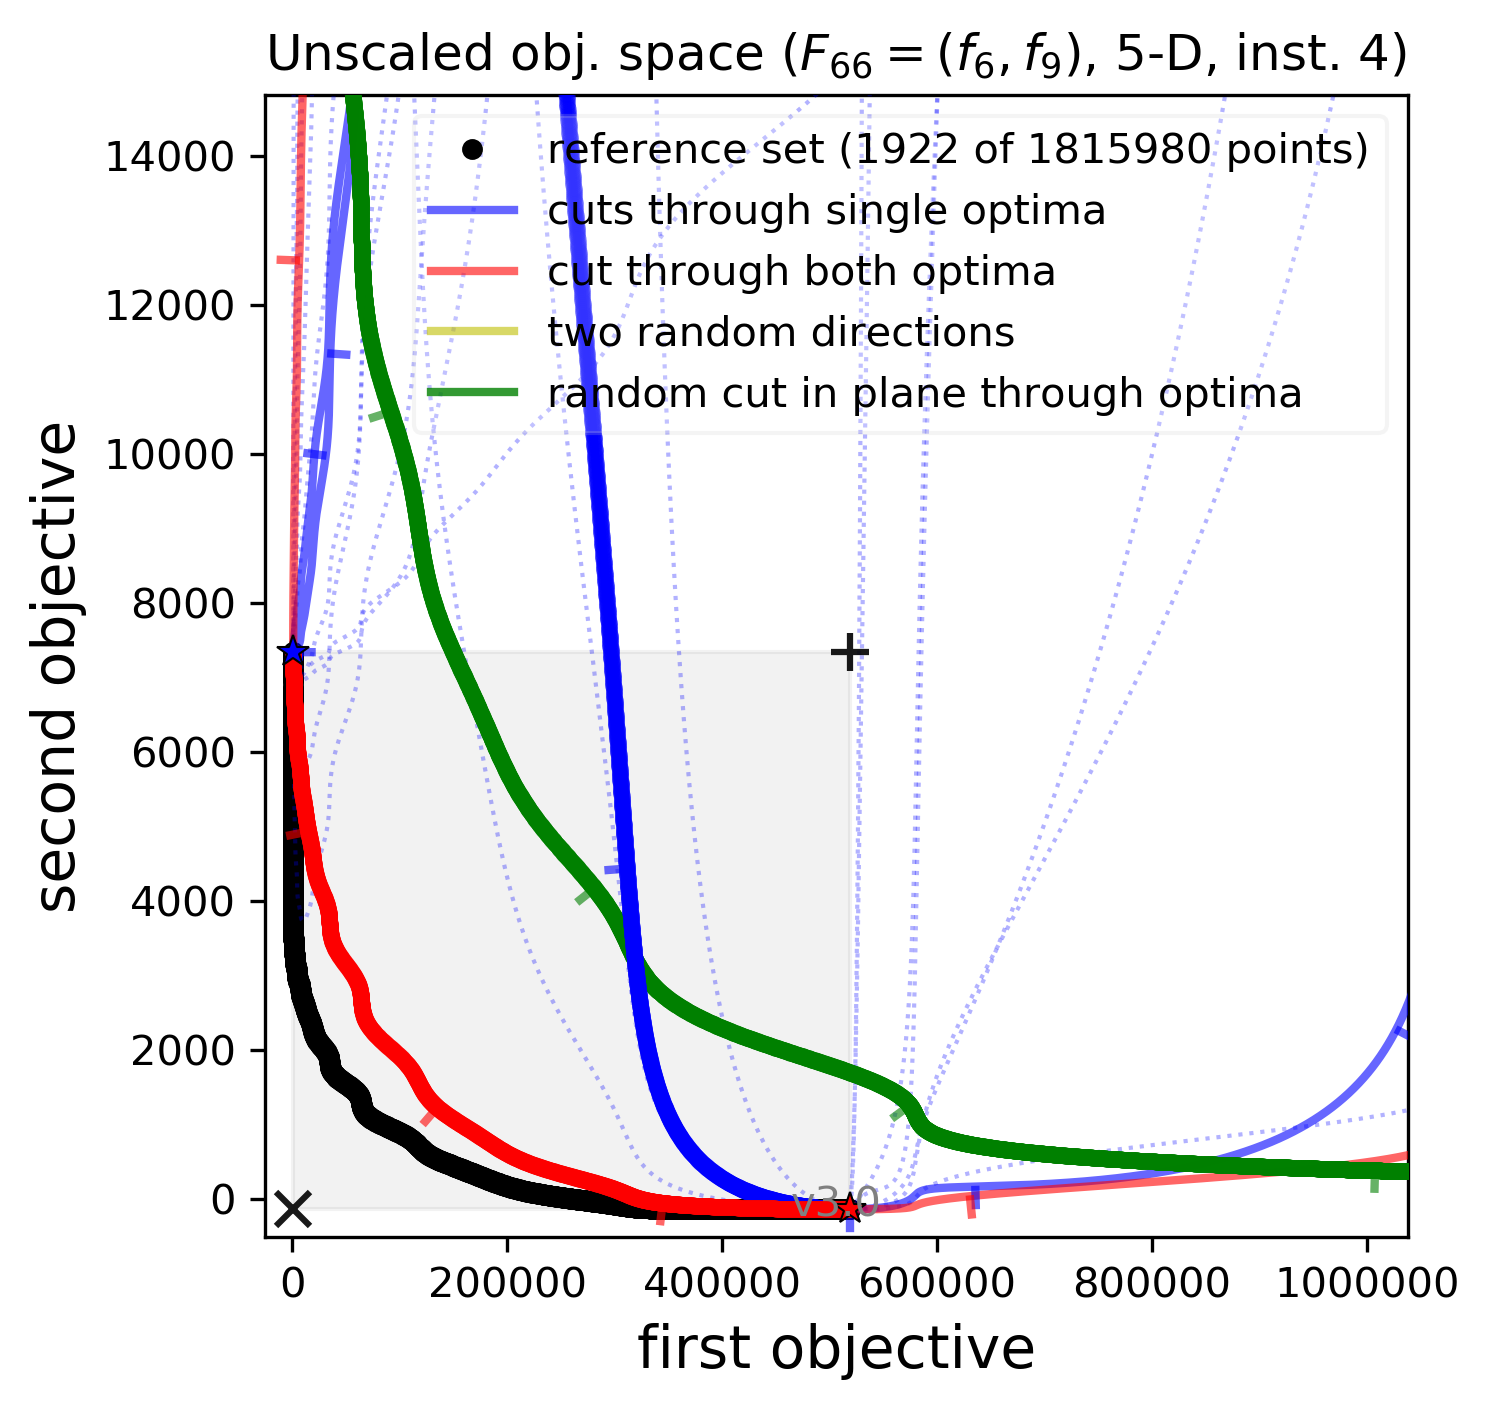 Unscaled obj. space (F₆₆ = (f₆, f₉), 5-D, inst. 4)
reference set (1922 of 1815980 points)
cuts through single optima
cut through both optima
two random directions
random cut in plane through optima
second objective
14000
12000
10000
8000
6000
4000
2000
0
v3.0
0 200000 400000 600000 800000 1000000
first objective